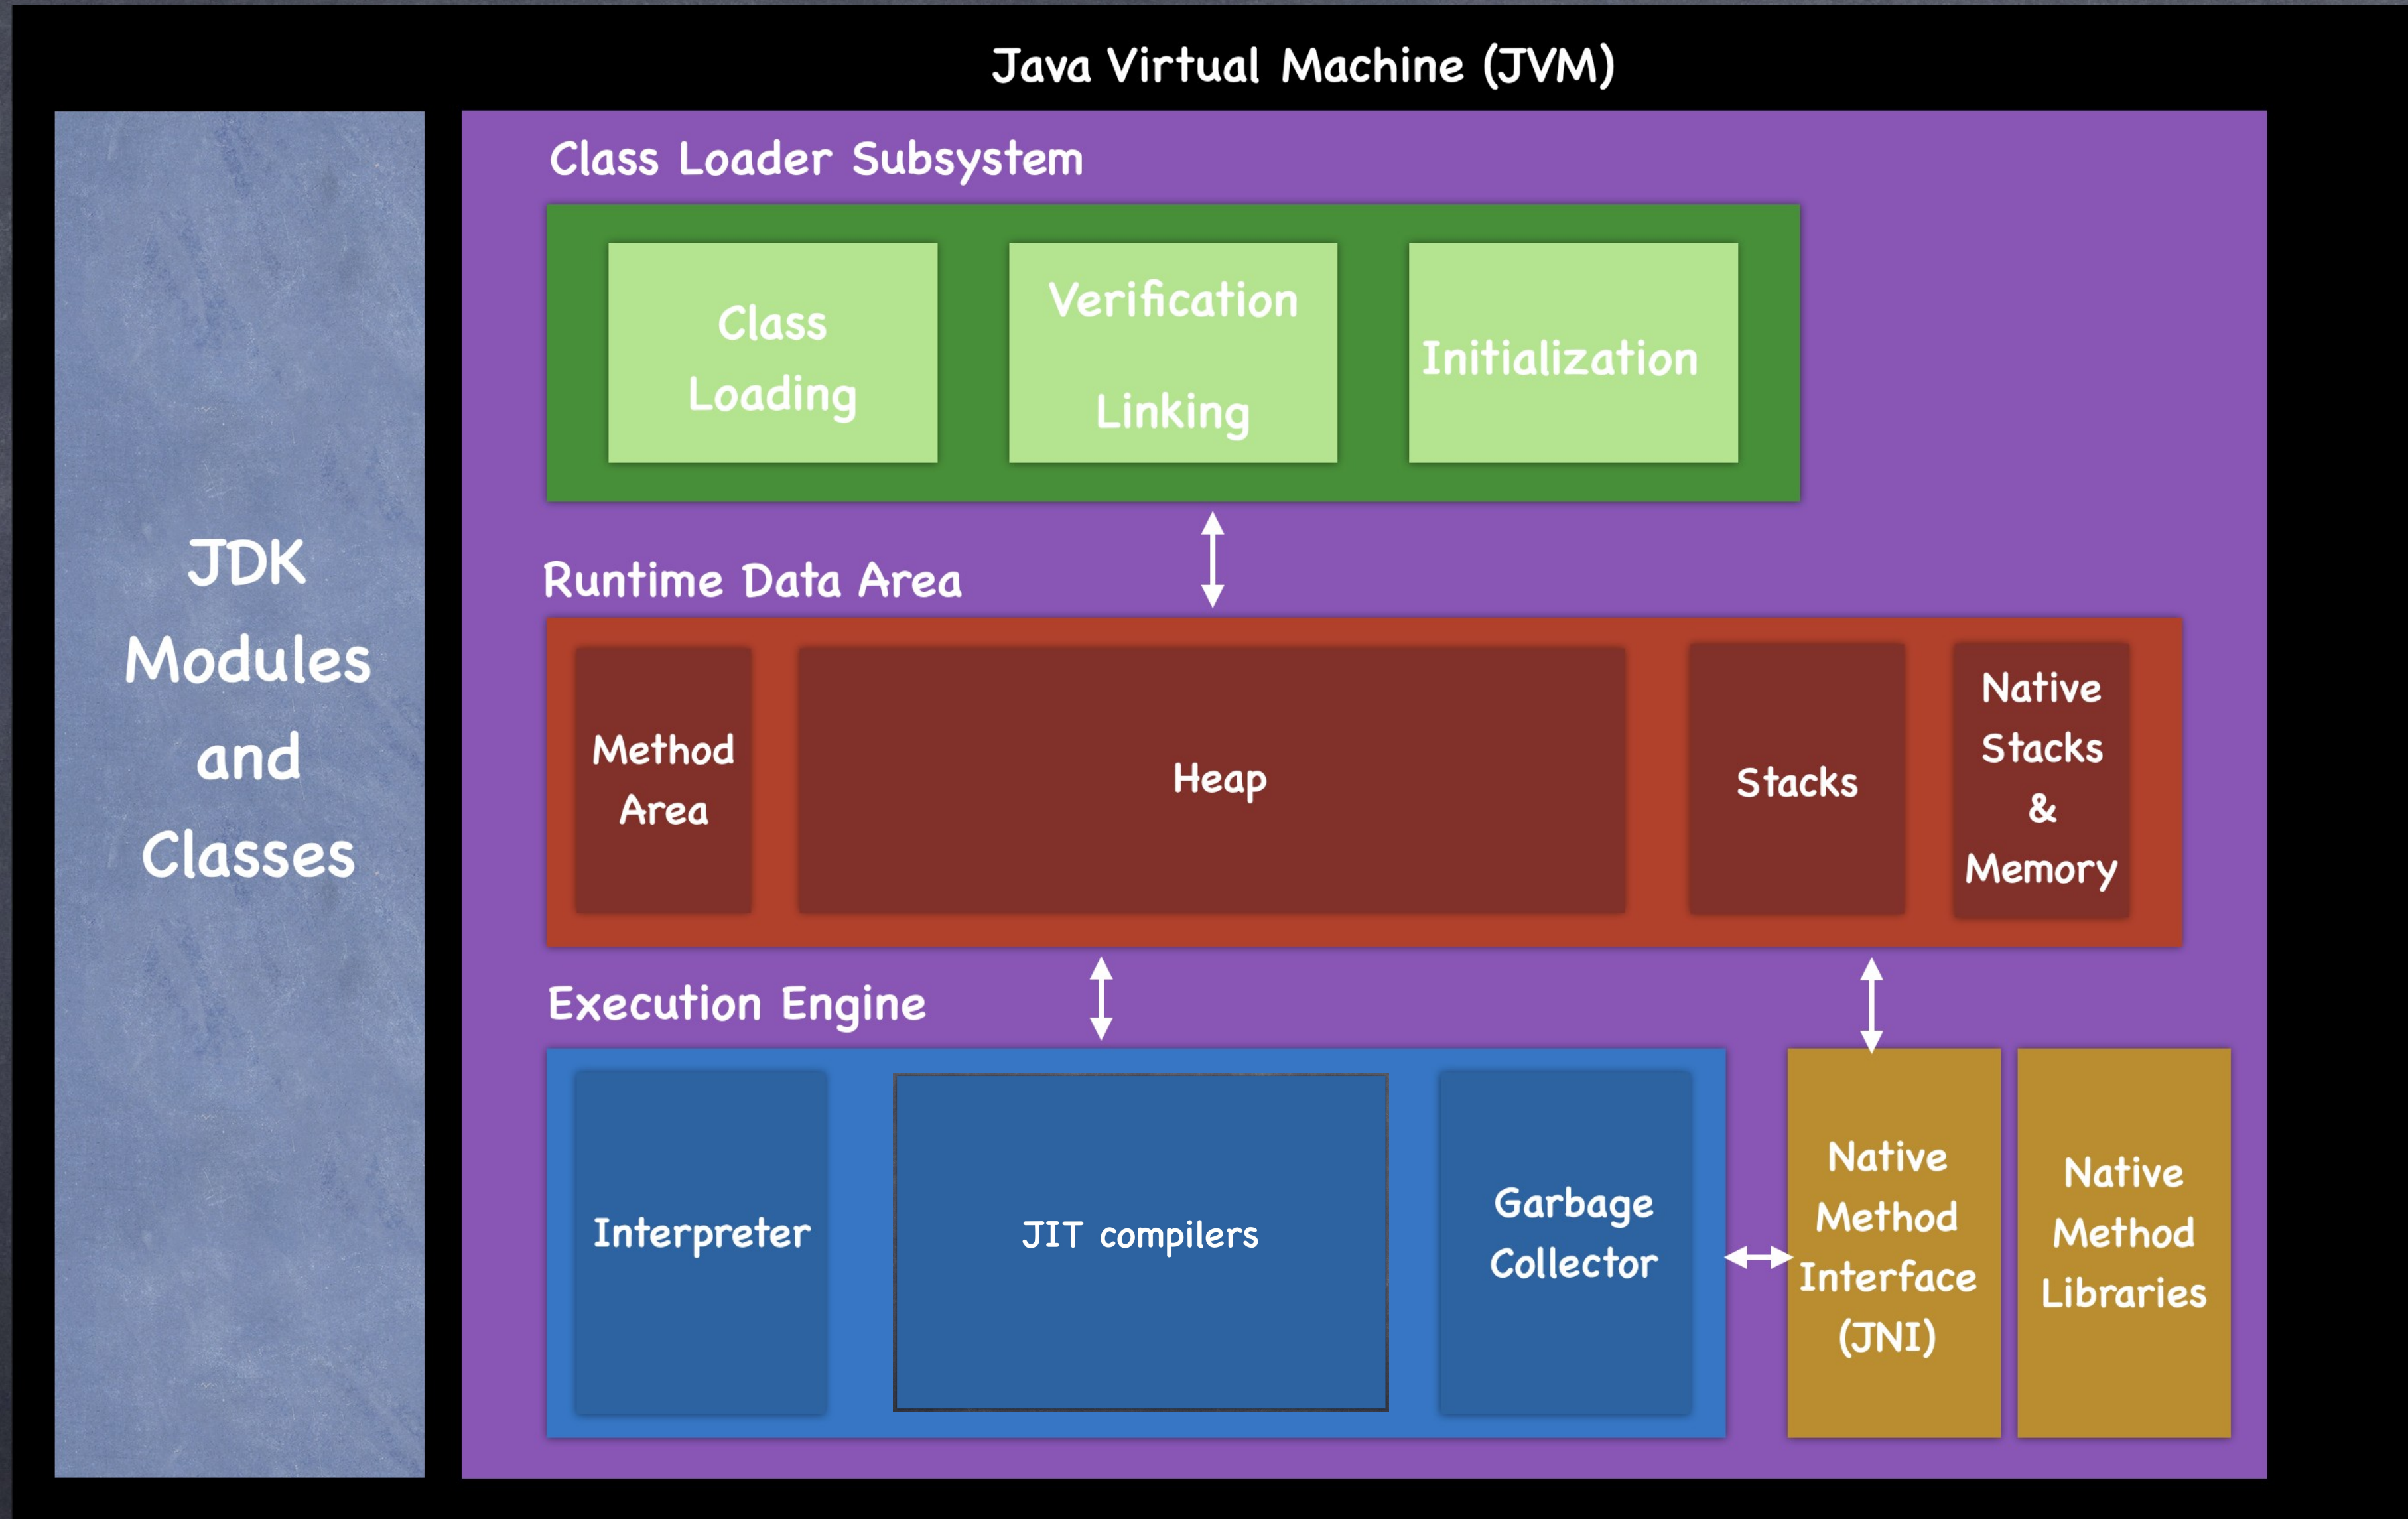 Java Virtual Machine (JVM)
JDK
Modules
and
Classes
Class Loader Subsystem
Class
Loading
Verification
Linking
Initialization
Runtime Data Area
Method
Area
Heap
Stacks
Native
Stacks
&
Memory
Execution Engine
Interpreter
JIT compilers
Garbage
Collector
Native
Method
Interface
(JNI)
Native
Method
Libraries